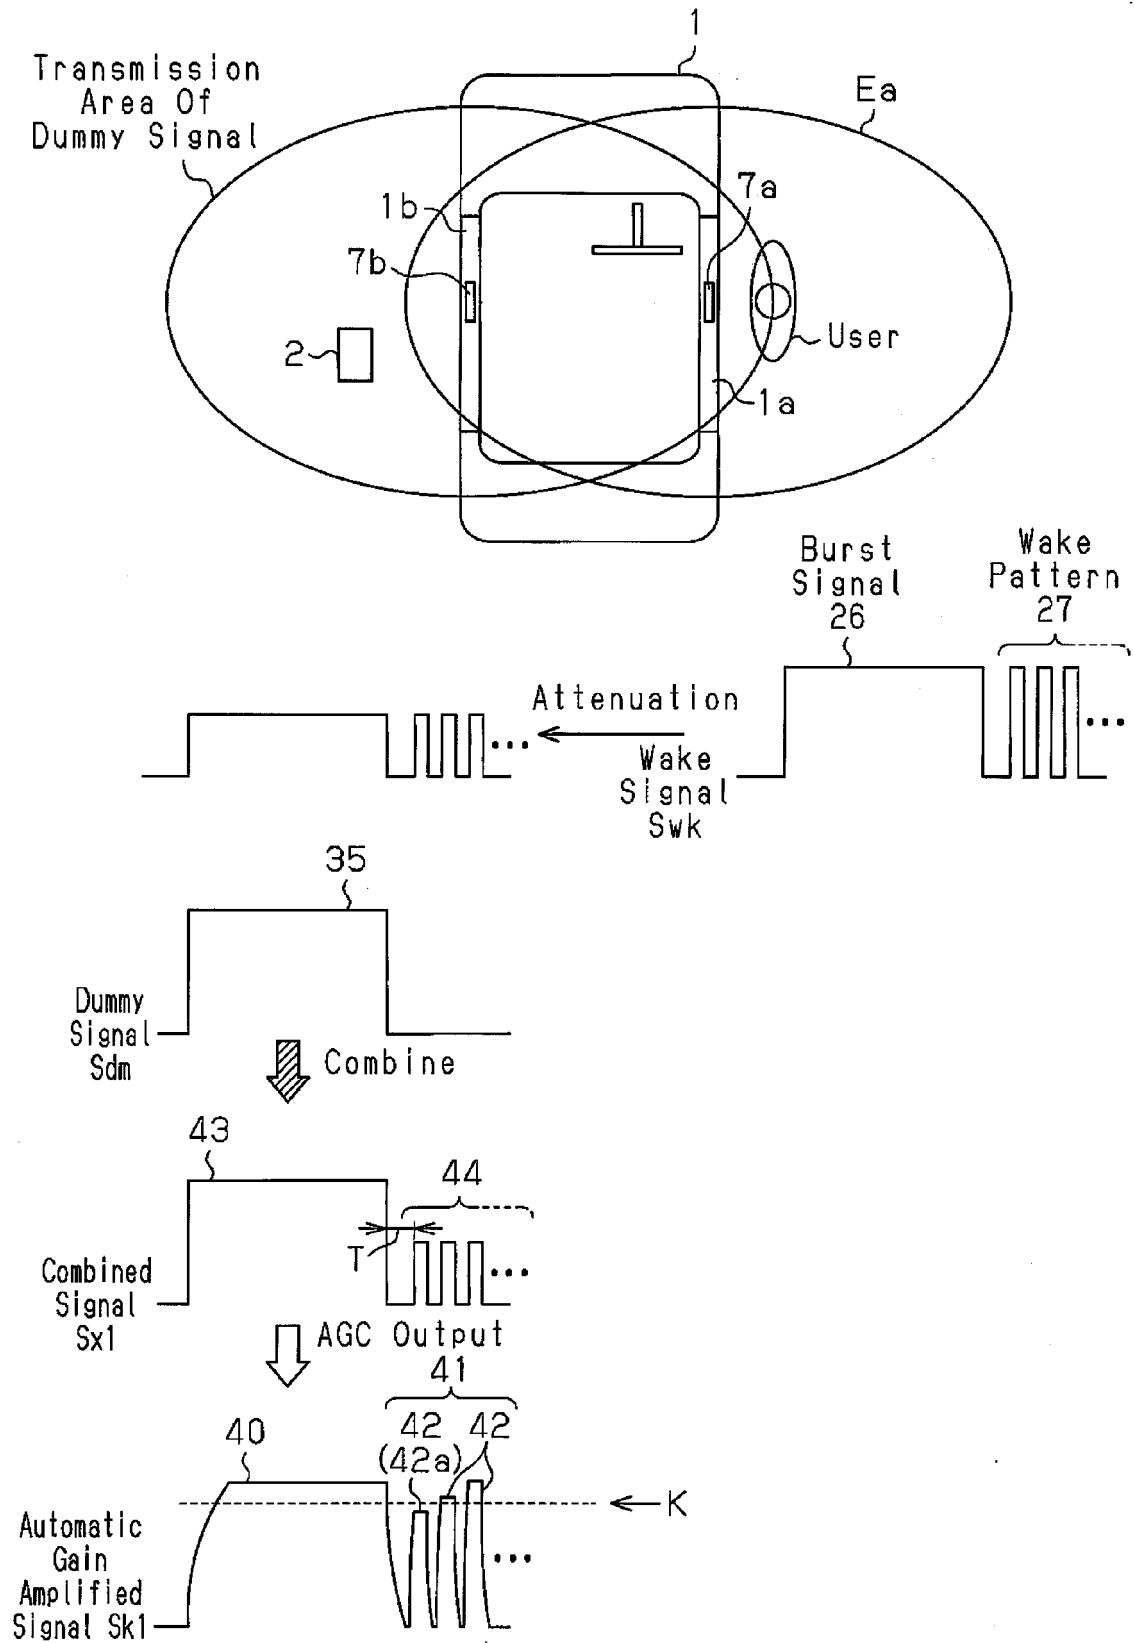 1
Transmission
Area Of
Dummy Signal
Ea
1b
7a
7b
2
User
1a
Burst
Signal
26
Wake
Pattern
27
Attenuation
Wake
Signal
Swk
35
Dummy
Signal
Sdm
Combine
43
44
T
Combined
Signal
Sx1
AGC Output
41
40
42
(42a)
42
K
Automatic
Gain
Amplified
Signal Sk1